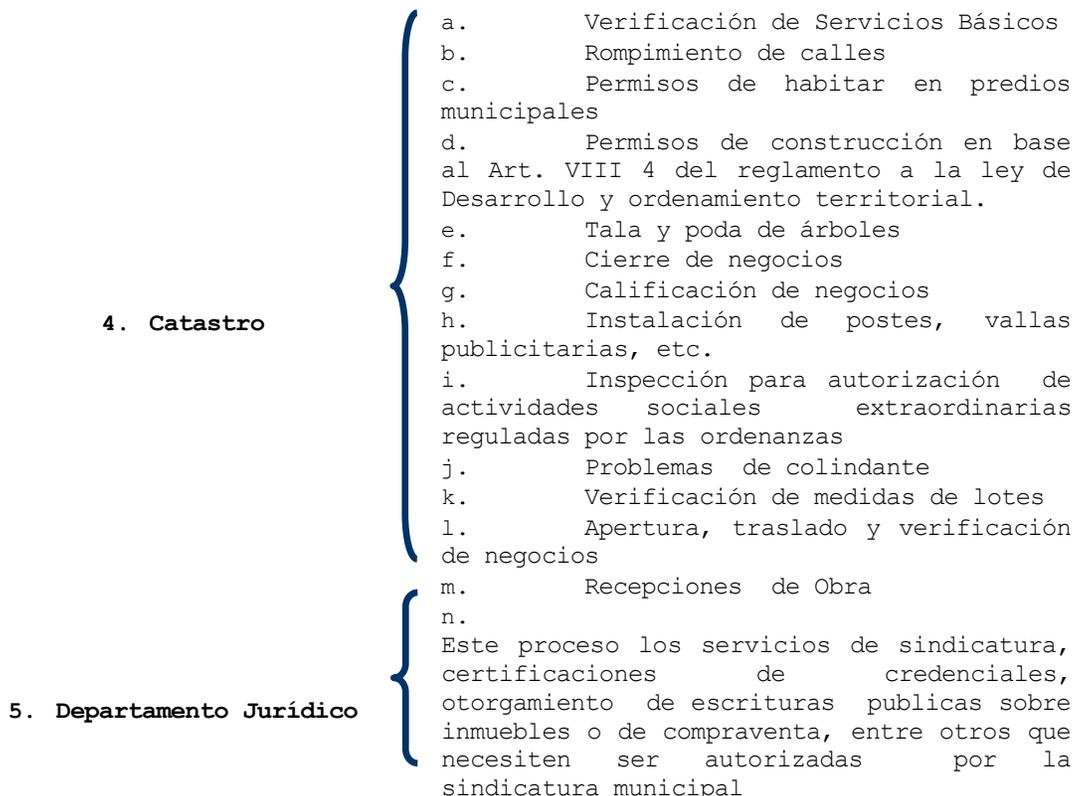 a. Verificación de Servicios Básicos
b. Rompimiento de calles
c. Permisos de habitar en predios
municipales
d. Permisos de construcción en base
al Art. VIII 4 del reglamento a la ley de
Desarrollo y ordenamiento territorial.
e. Tala y poda de árboles
f. Cierre de negocios
g. Calificación de negocios
4. Catastro
h. Instalación de postes, vallas
publicitarias, etc.
i. Inspección para autorización de
actividades sociales extraordinarias
reguladas por las ordenanzas
j. Problemas de colindante
k. Verificación de medidas de lotes
l. Apertura, traslado y verificación
de negocios
m. Recepciones de Obra
n.
Este proceso los servicios de sindicatura,
certificaciones de credenciales,
otorgamiento de escrituras publicas sobre
5. Departamento Jurídico
inmuebles o de compraventa, entre otros que
necesiten ser autorizadas por la
sindicatura municipal